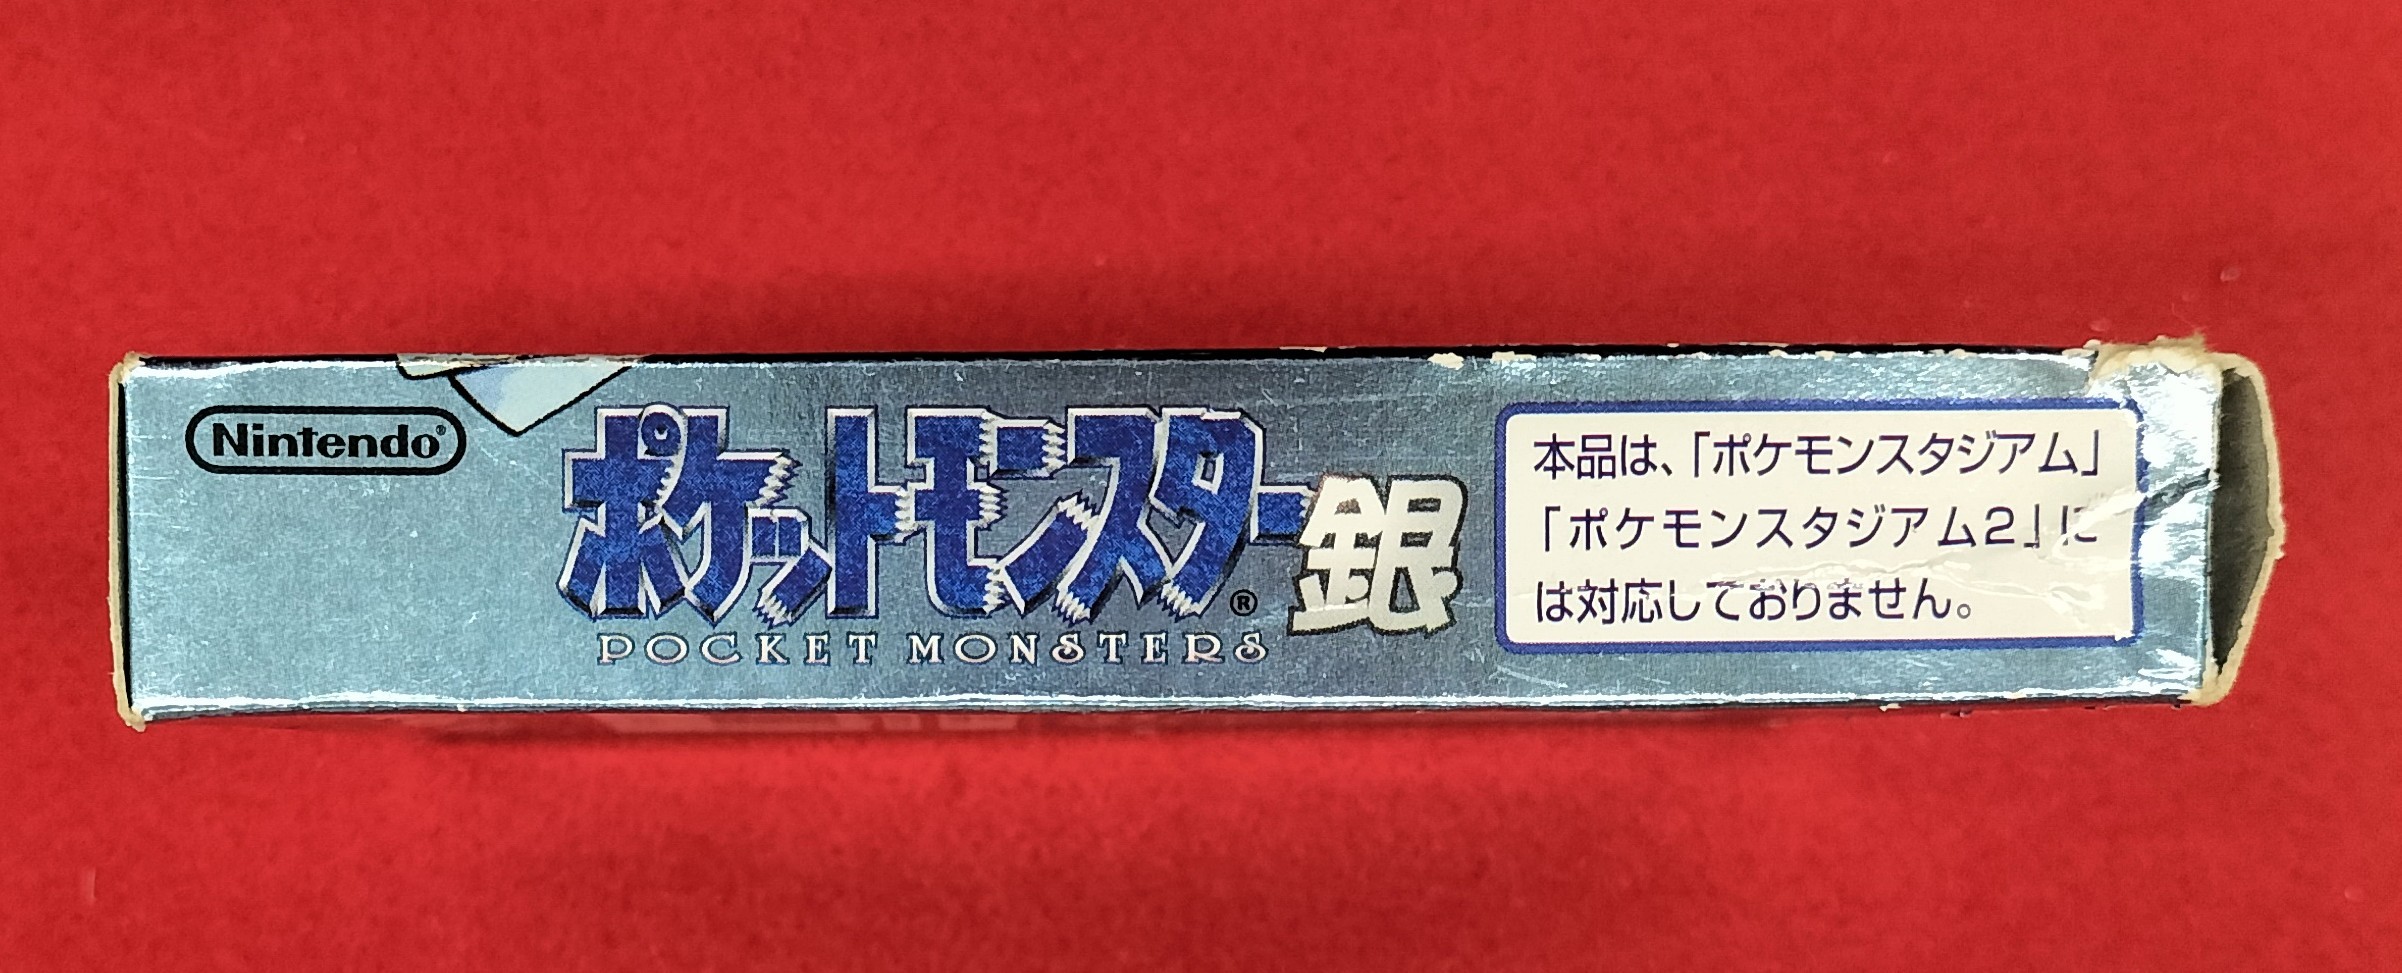 Nintendo®
ポケットモンスター®銀
POCKET MONSTERS
本品は、「ポケモンスタジアム」
「ポケモンスタジアム2」に
は対応しておりません。